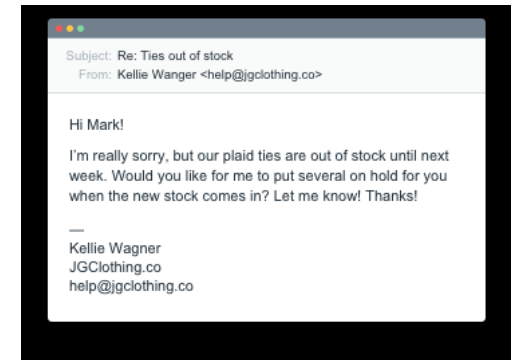 Subject: Re: Ties out of stock
From: Kellie Wanger <help@jgclothing.co>
Hi Mark!
I'm really sorry, but our plaid ties are out of stock until next
week. Would you like for me to put several on hold for you
when the new stock comes in? Let me know! Thanks!
—
Kellie Wagner
JGClothing.co
help@jgclothing.co